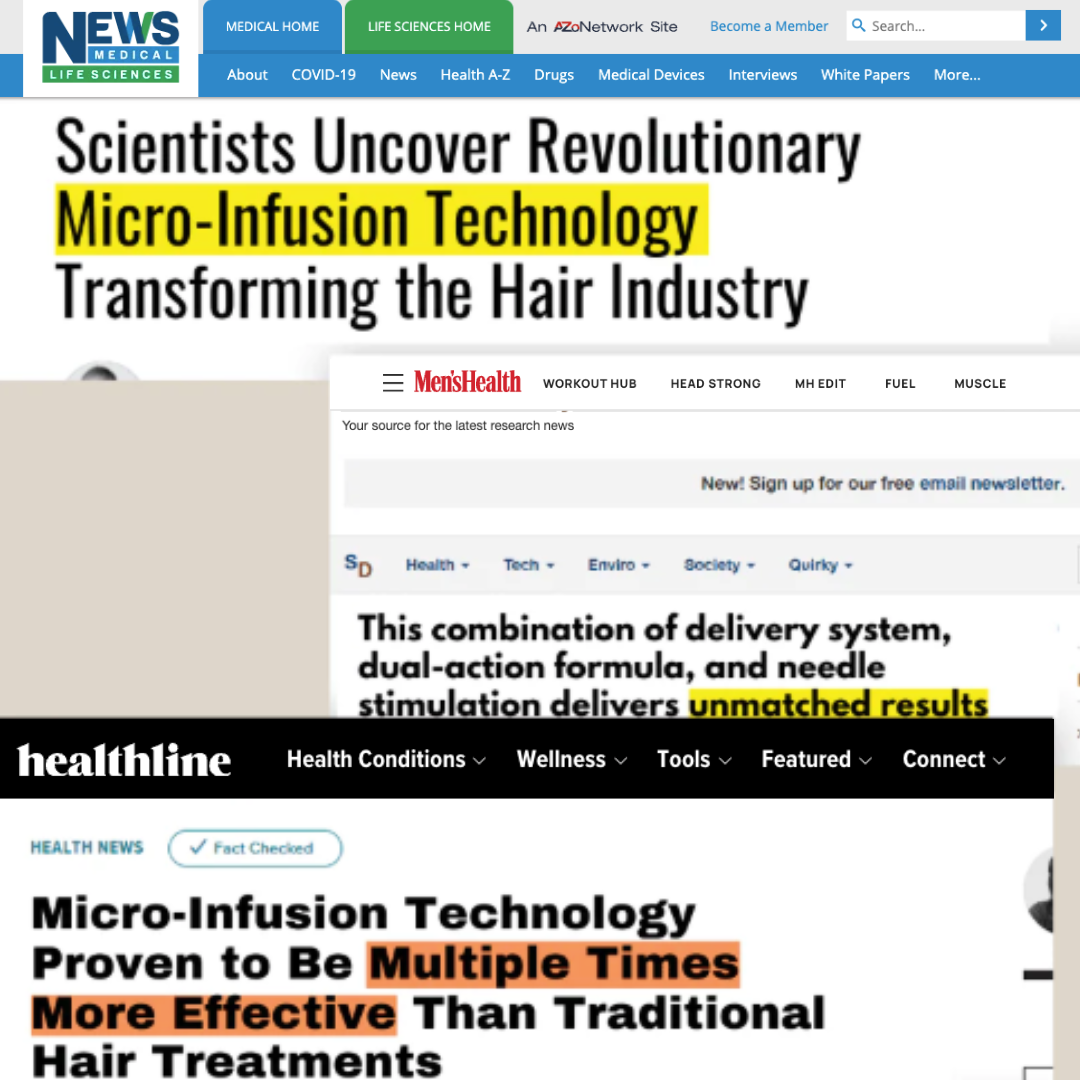 NEWS
MEDICAL
LIFE SCIENCES
MEDICAL HOME
LIFE SCIENCES HOME
An AZoNetwork Site
Become a Member
Search...
About COVID-19 News Health A-Z Drugs Medical Devices Interviews White Papers More...
Scientists Uncover Revolutionary
Micro-Infusion Technology
Transforming the Hair Industry
Men'sHealth WORKOUT HUB HEAD STRONG MH EDIT FUEL MUSCLE
Your source for the latest research news
New! Sign up for our free email newsletter.
SD Health Tech Enviro Society Quirky
This combination of delivery system,
dual-action formula, and needle
stimulation delivers unmatched results
healthline Health Conditions Wellness Tools Featured Connect
HEALTH NEWS Fact Checked
Micro-Infusion Technology
Proven to Be Multiple Times
More Effective Than Traditional
Hair Treatments